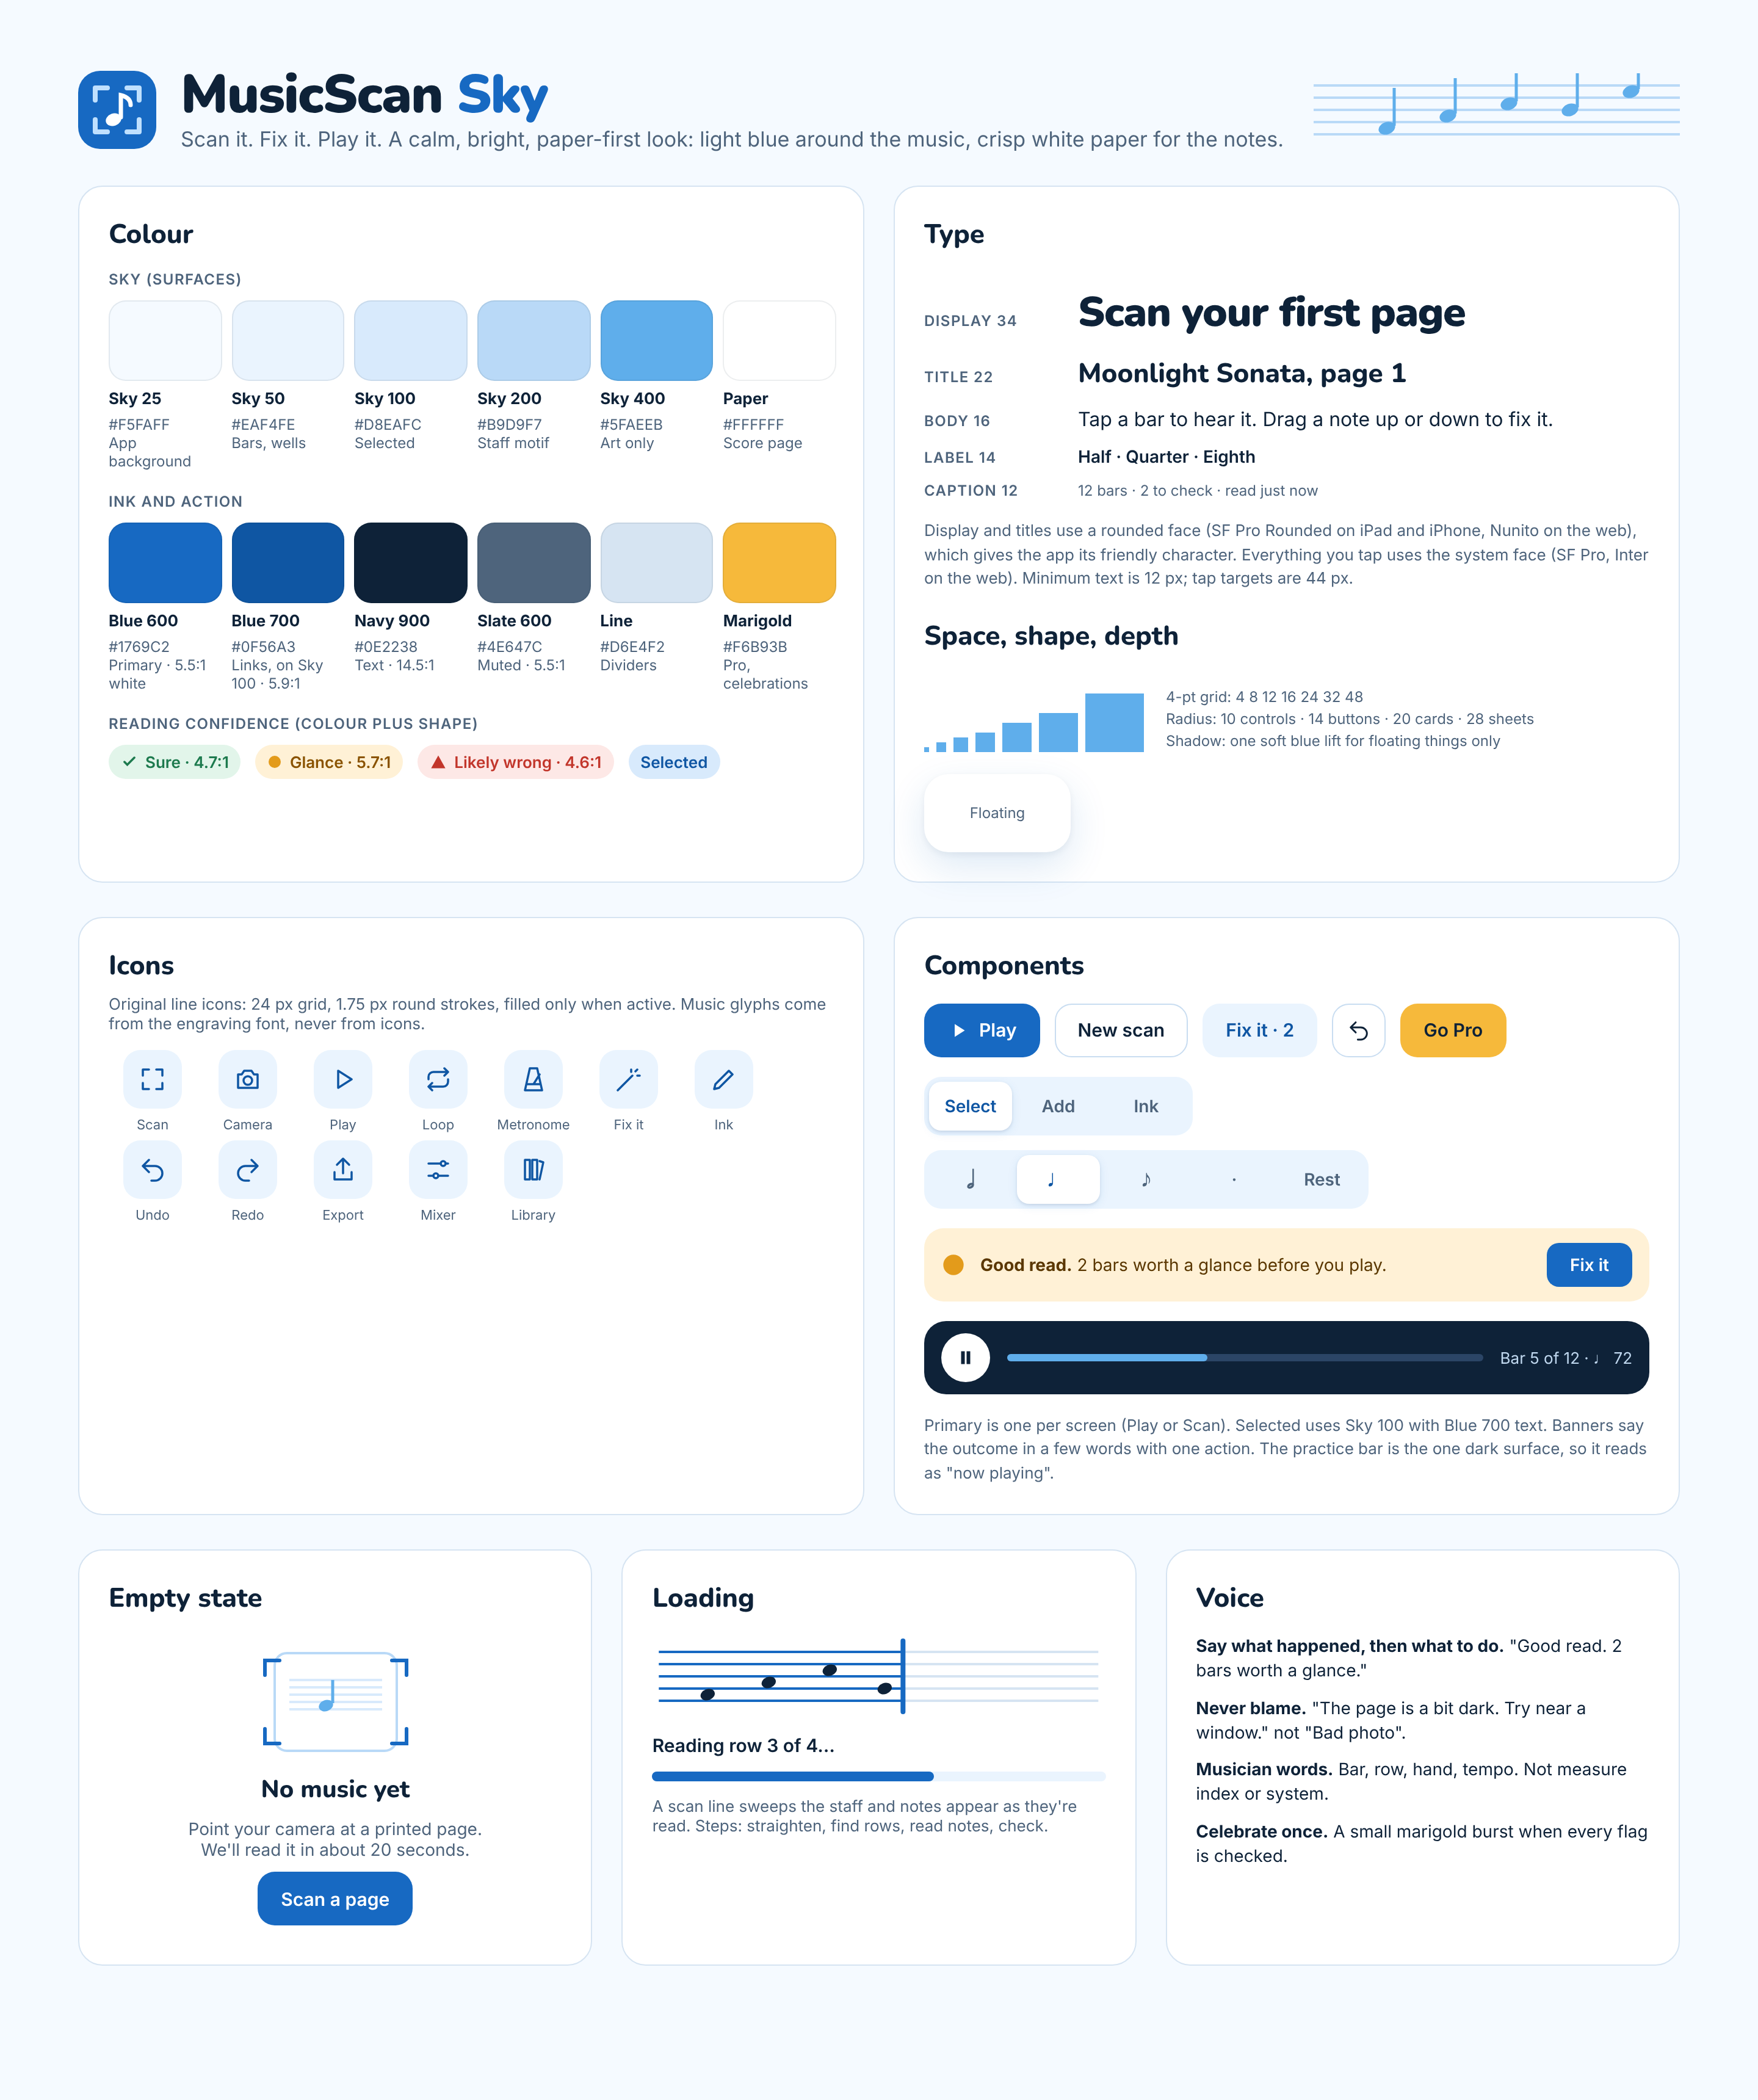 MusicScan Sky
Scan it. Fix it. Play it. A calm, bright, paper-first look: light blue around the music, crisp white paper for the notes.
Colour
SKY (SURFACES)
Sky 25
#F5FAFF
App
background
Sky 50
#EAF4FE
Bars, wells
Sky 100
#D8EAFC
Selected
Sky 200
#B9D9F7
Staff motif
Sky 400
#5FAEEB
Art only
Paper
#FFFFFF
Score page
INK AND ACTION
Blue 600
#1769C2
Primary · 5.5:1
white
Blue 700
#0F56A3
Links, on Sky
100 · 5.9:1
Navy 900
#0E2238
Text · 14.5:1
Slate 600
#4E647C
Muted · 5.5:1
Line
#D6E4F2
Dividers
Marigold
#F6B93B
Pro,
celebrations
READING CONFIDENCE (COLOUR PLUS SHAPE)
Sure · 4.7:1
Glance · 5.7:1
Likely wrong · 4.6:1
Selected
Type
DISPLAY 34
Scan your first page
TITLE 22
Moonlight Sonata, page 1
BODY 16
Tap a bar to hear it. Drag a note up or down to fix it.
LABEL 14
Half · Quarter · Eighth
CAPTION 12
12 bars · 2 to check · read just now
Display and titles use a rounded face (SF Pro Rounded on iPad and iPhone, Nunito on the web),
which gives the app its friendly character. Everything you tap uses the system face (SF Pro, Inter
on the web). Minimum text is 12 px; tap targets are 44 px.
Space, shape, depth
4-pt grid: 4 8 12 16 24 32 48
Radius: 10 controls · 14 buttons · 20 cards · 28 sheets
Shadow: one soft blue lift for floating things only
Floating
Icons
Original line icons: 24 px grid, 1.75 px round strokes, filled only when active. Music glyphs come
from the engraving font, never from icons.
Scan
Camera
Play
Loop
Metronome
Fix it
Ink
Undo
Redo
Export
Mixer
Library
Components
Play
New scan
Fix it · 2
Go Pro
Select
Add
Ink
𝅗𝅥
♩
♪
·
Rest
Good read. 2 bars worth a glance before you play.
Fix it
Bar 5 of 12 · ♩ 72
Primary is one per screen (Play or Scan). Selected uses Sky 100 with Blue 700 text. Banners say
the outcome in a few words with one action. The practice bar is the one dark surface, so it reads
as "now playing".
Empty state
No music yet
Point your camera at a printed page.
We'll read it in about 20 seconds.
Scan a page
Loading
Reading row 3 of 4...
A scan line sweeps the staff and notes appear as they're
read. Steps: straighten, find rows, read notes, check.
Voice
Say what happened, then what to do. "Good read. 2
bars worth a glance."
Never blame. "The page is a bit dark. Try near a
window." not "Bad photo".
Musician words. Bar, row, hand, tempo. Not measure
index or system.
Celebrate once. A small marigold burst when every flag
is checked.